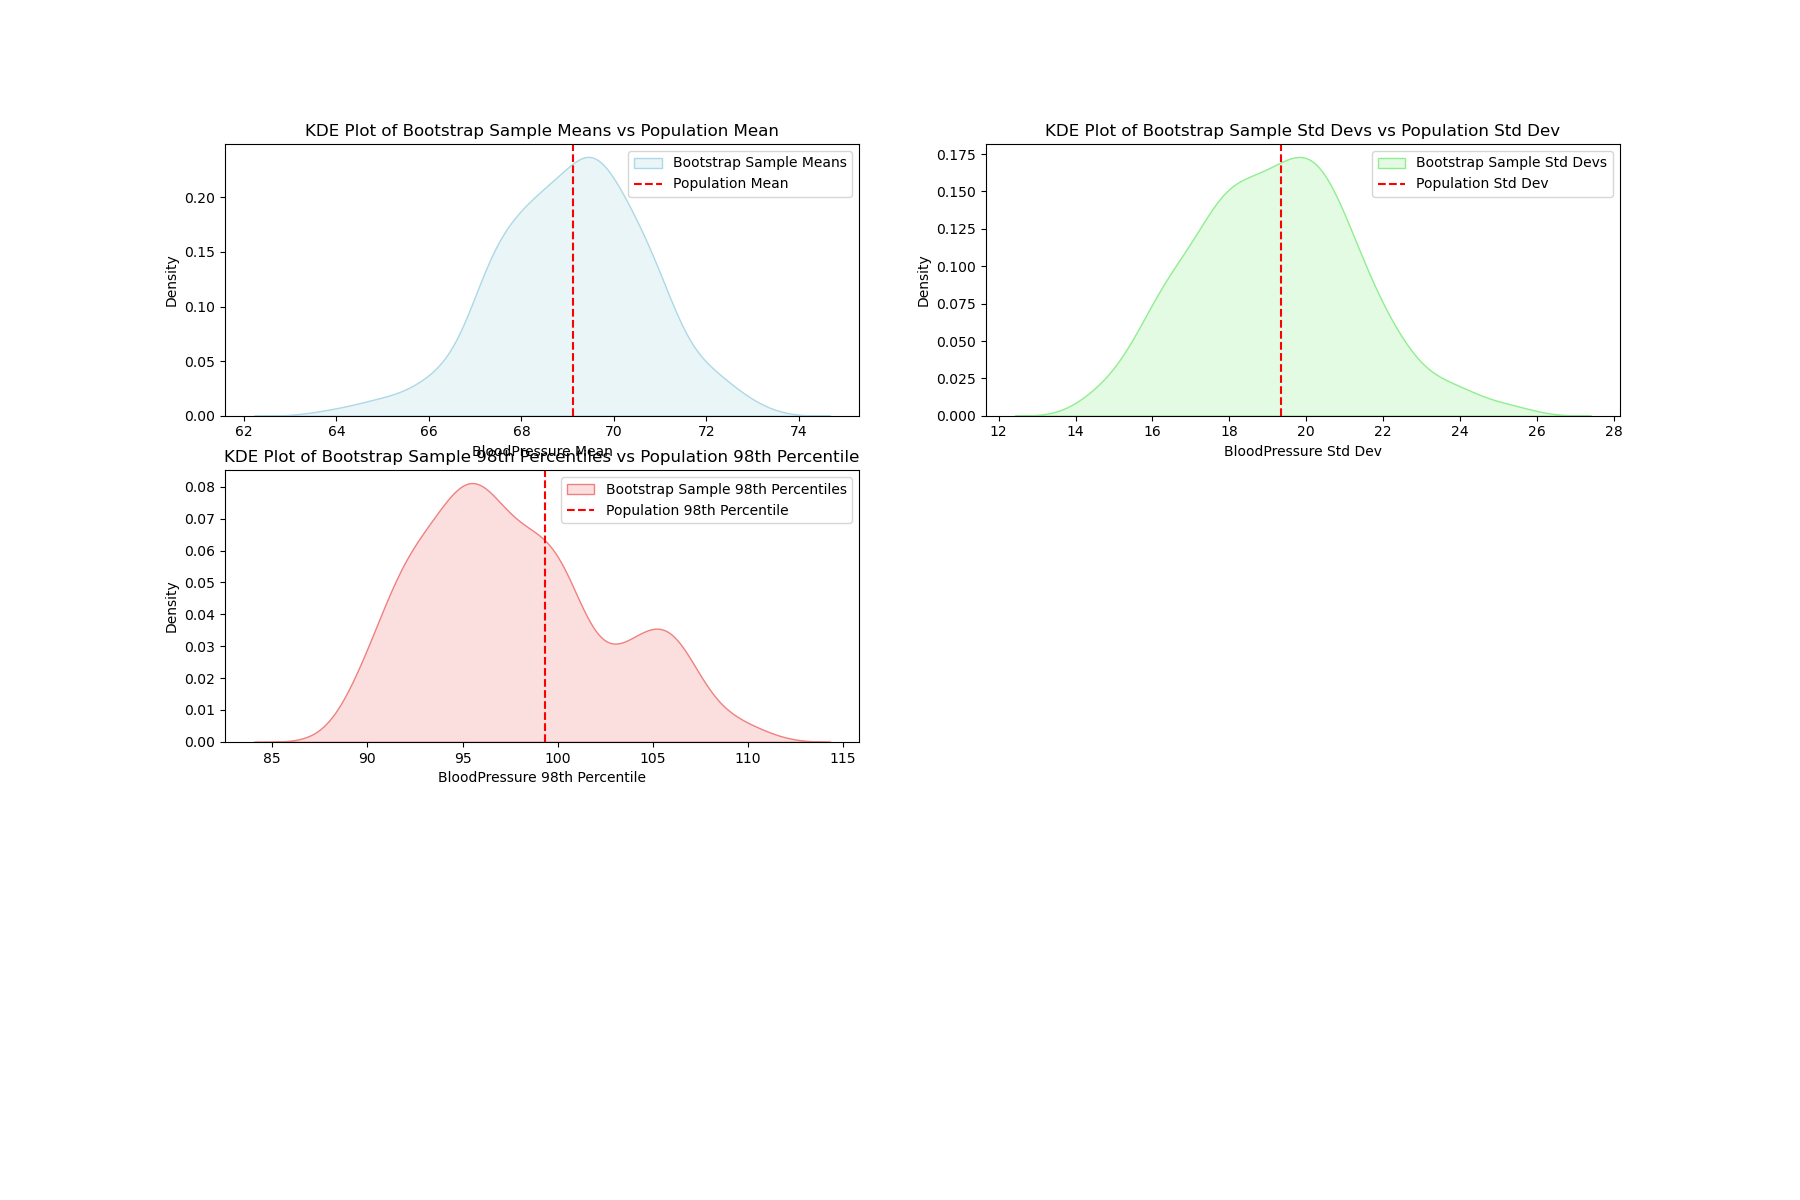 KDE Plot of Bootstrap Sample Means vs Population Mean
Bootstrap Sample Means
Population Mean
Density
0.20
0.15
0.10
0.05
0.00
62 64 66 68 70 72 74
BloodPressure Mean
KDE Plot of Bootstrap Sample Std Devs vs Population Std Dev
Bootstrap Sample Std Devs
Population Std Dev
Density
0.175
0.150
0.125
0.100
0.075
0.050
0.025
0.000
12 14 16 18 20 22 24 26 28
BloodPressure Std Dev
KDE Plot of Bootstrap Sample 98th Percentiles vs Population 98th Percentile
Bootstrap Sample 98th Percentiles
Population 98th Percentile
Density
0.08
0.07
0.06
0.05
0.04
0.03
0.02
0.01
0.00
85 90 95 100 105 110 115
BloodPressure 98th Percentile